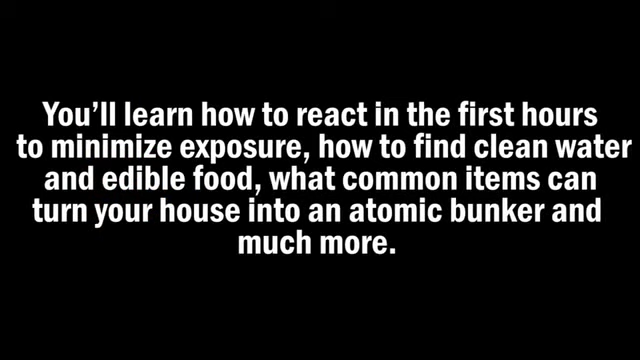 You’ll learn how to react in the first hours
to minimize exposure, how to find clean water
and edible food, what common items can
turn your house into an atomic bunker and
much more.